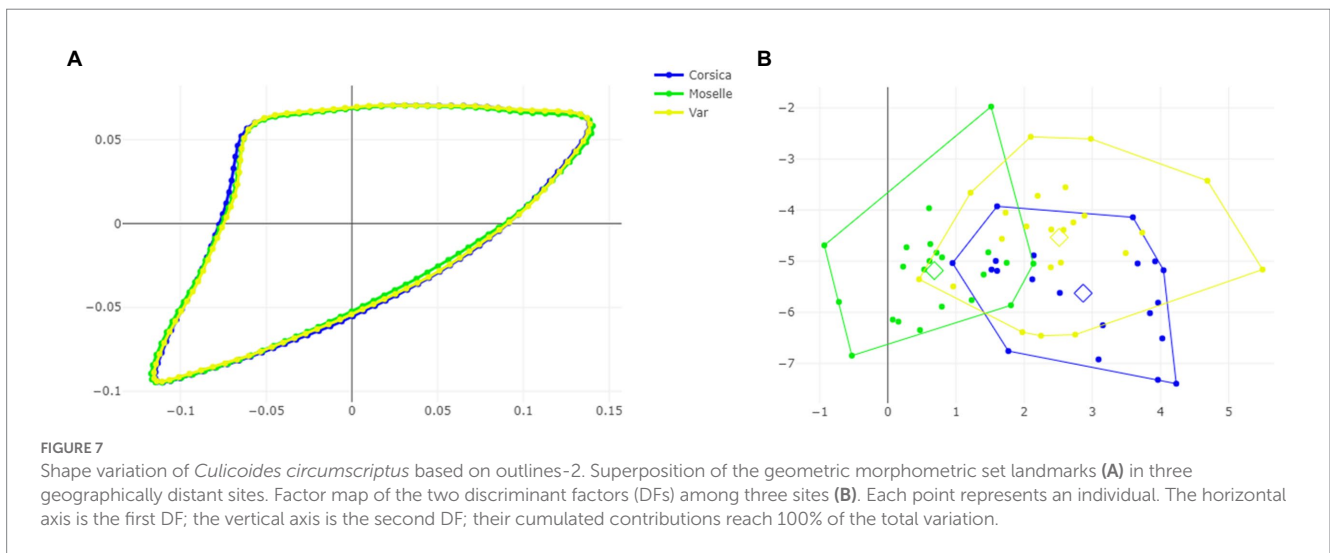 A
B
Corsica
Moselle
Var
0.05
0
−0.05
−0.1
−0.1
−0.05
0
0.05
0.1
0.15
−2
−3
−4
−5
−6
−7
−1
0
1
2
3
4
5
FIGURE 7
Shape variation of Culicoides circumscriptus based on outlines-2. Superposition of the geometric morphometric set landmarks (A) in three
geographically distant sites. Factor map of the two discriminant factors (DFs) among three sites (B). Each point represents an individual. The horizontal
axis is the first DF; the vertical axis is the second DF; their cumulated contributions reach 100% of the total variation.